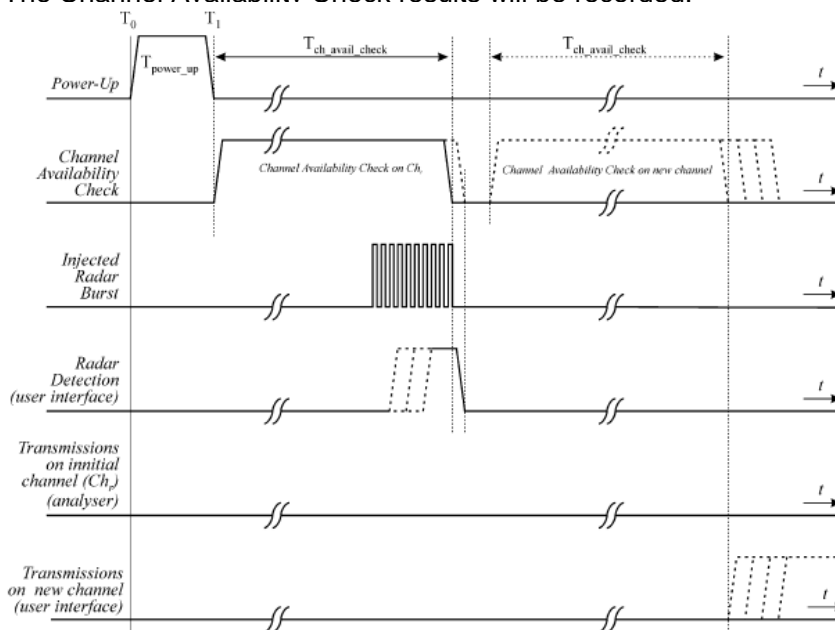 The Channel Availability Check results will be recorded.
T0 T1
Tch_avail_check Tch_avail_check
Tpower_up
Power-Up
t
Channel
Availability
Check
Channel Availability Check on Chr
Channel Availability Check on new channel
t
Injected
Radar
Burst
t
Radar
Detection
(user interface)
t
Transmissions
on innitial
channel (Chr)
(analyser)
t
Transmissions
on new channel
(user interface)
t